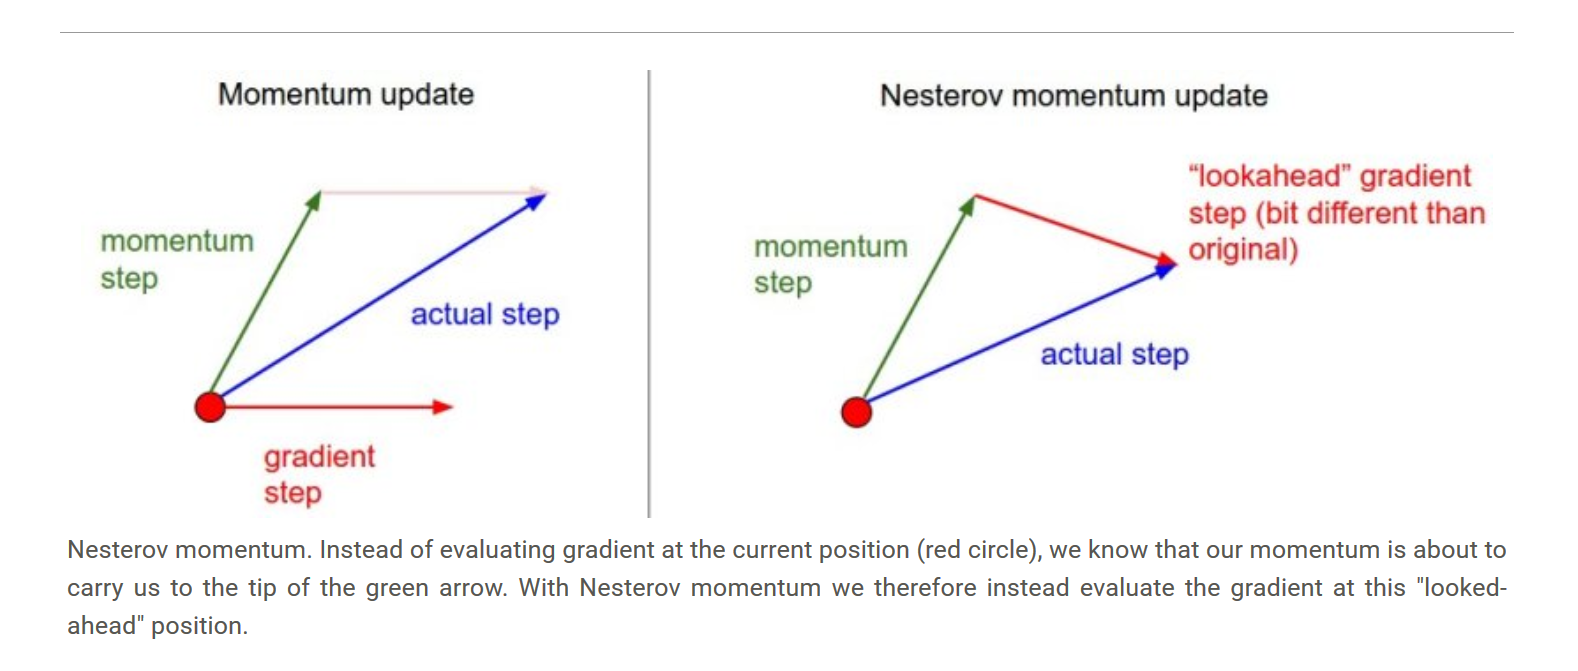 Momentum update
momentum
step
actual step
gradient
step
Nesterov momentum update
“lookahead” gradient
step (bit different than
original)
momentum
step
actual step
Nesterov momentum. Instead of evaluating gradient at the current position (red circle), we know that our momentum is about to
carry us to the tip of the green arrow. With Nesterov momentum we therefore instead evaluate the gradient at this "looked-
ahead" position.